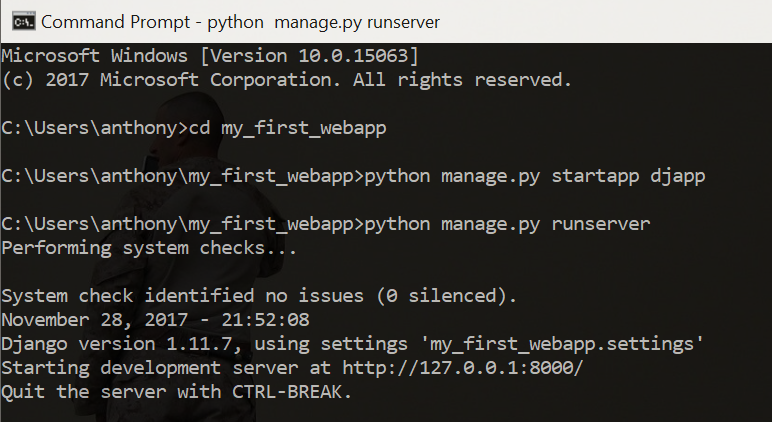 Command Prompt - python  manage.py runserver
Microsoft Windows [Version 10.0.15063]
(c) 2017 Microsoft Corporation. All rights reserved.
C:\Users\anthony>cd my_first_webapp
C:\Users\anthony\my_first_webapp>python manage.py startapp djapp
C:\Users\anthony\my_first_webapp>python manage.py runserver
Performing system checks...
System check identified no issues (0 silenced).
November 28, 2017 - 21:52:08
Django version 1.11.7, using settings 'my_first_webapp.settings'
Starting development server at http://127.0.0.1:8000/
Quit the server with CTRL-BREAK.